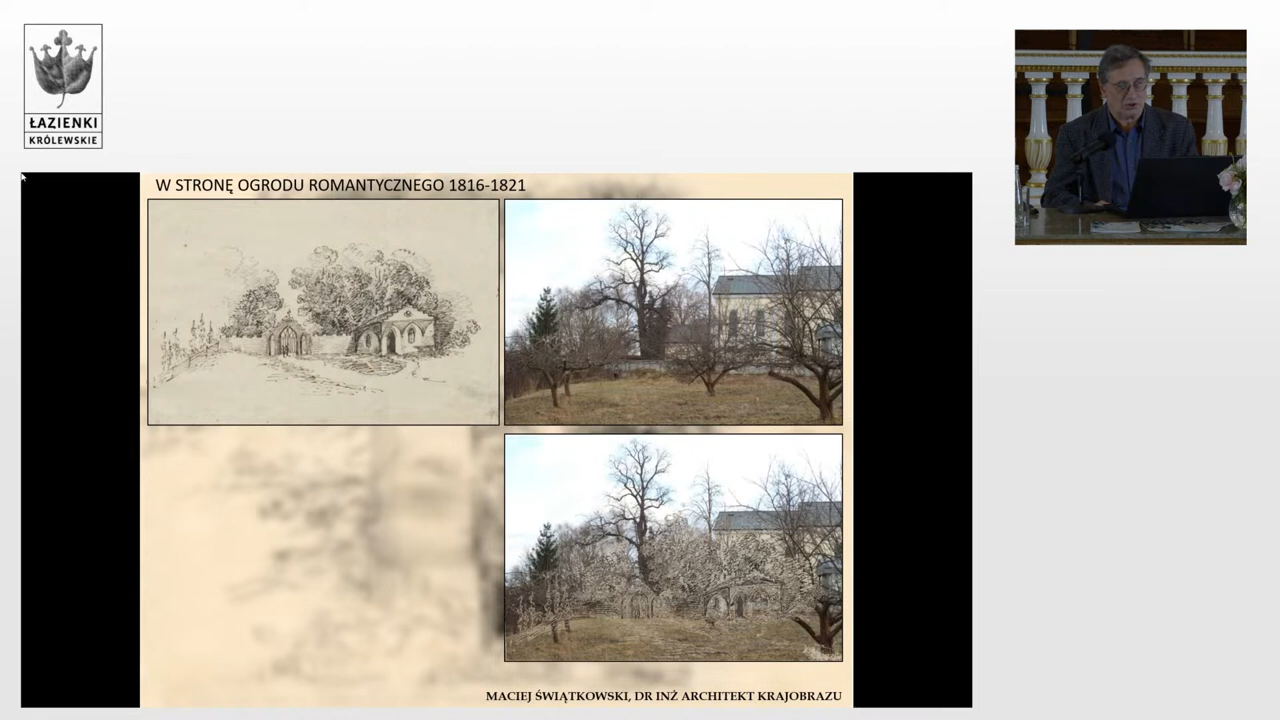 ŁAZIENKI
KRÓLEWSKIE
W STRONĘ OGRODU ROMANTYCZNEGO 1816-1821
MACIEJ ŚWIĄTKOWSKI, DR INŻ ARCHITEKT KRAJOBRAZU